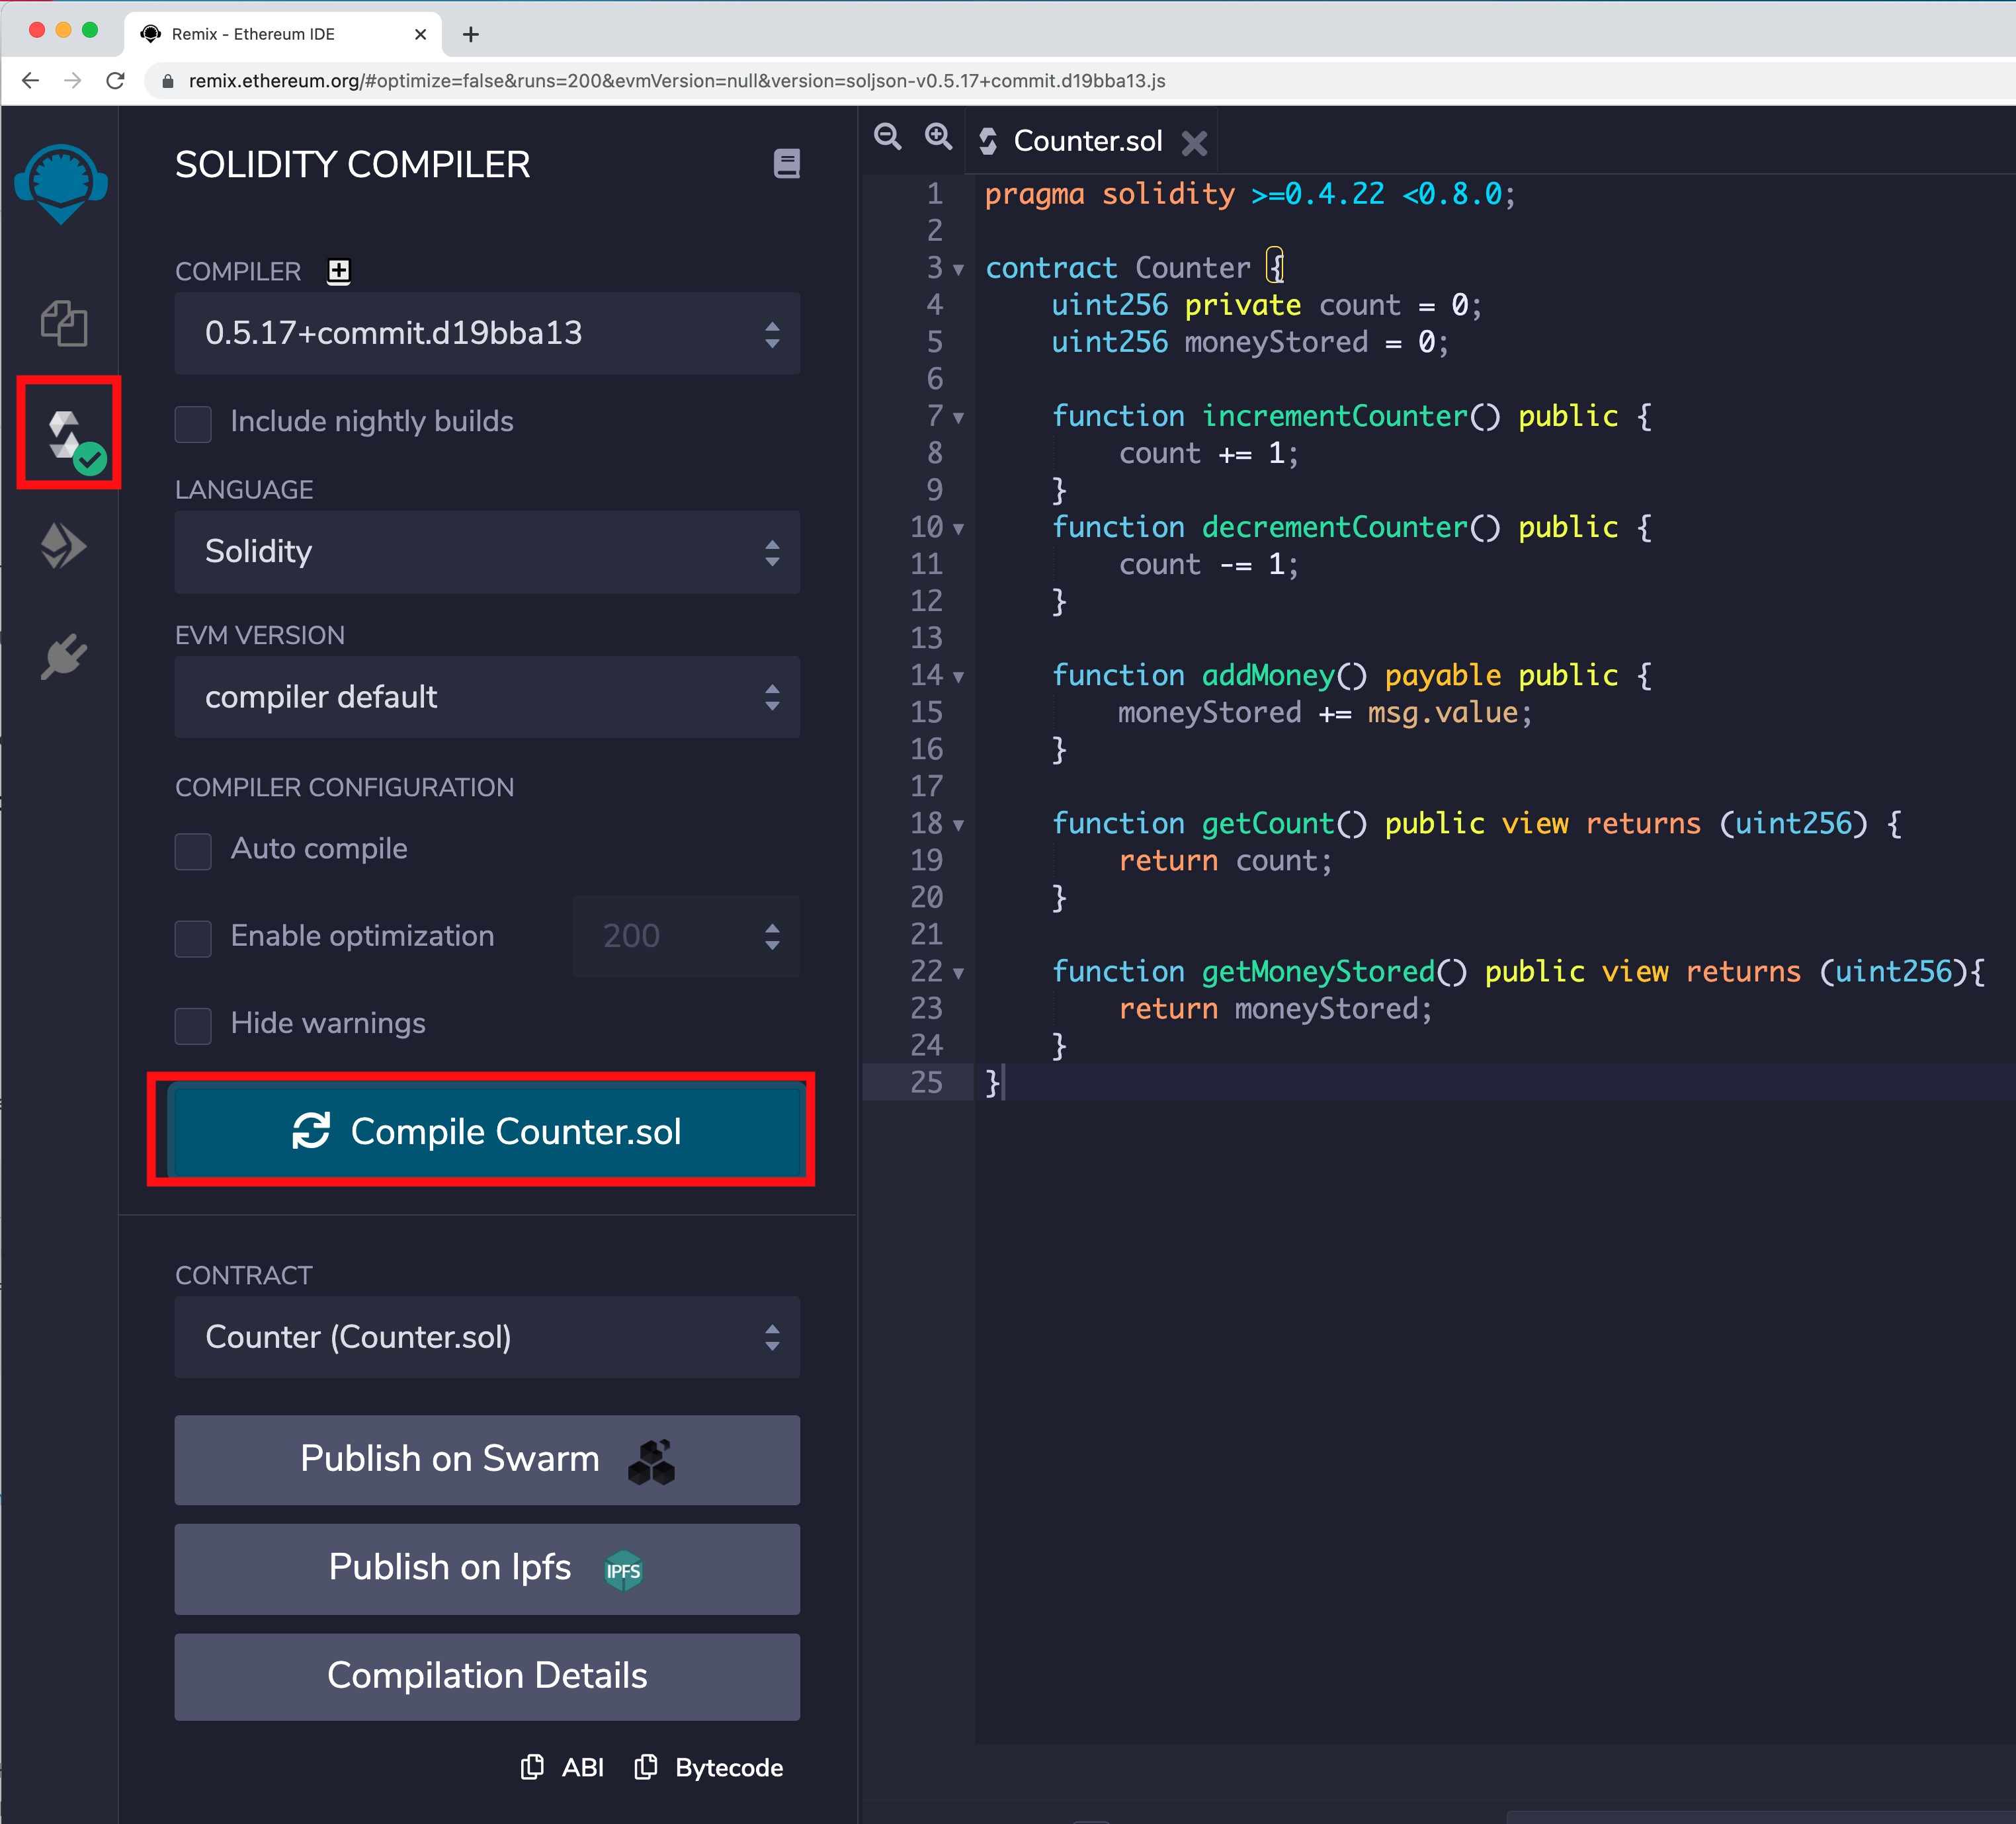 Remix - Ethereum IDE
remix.ethereum.org/#optimize=false&runs=200&evmVersion=null&version=soljson-v0.5.17+commit.d19bba13.js
SOLIDITY COMPILER
COMPILER
0.5.17+commit.d19bba13
Include nightly builds
LANGUAGE
Solidity
EVM VERSION
compiler default
COMPILER CONFIGURATION
Auto compile
Enable optimization 200
Hide warnings
Compile Counter.sol
CONTRACT
Counter (Counter.sol)
Publish on Swarm
Publish on Ipfs IPFS
Compilation Details
ABI Bytecode
Counter.sol
1 pragma solidity >=0.4.22 <0.8.0;
2
3 contract Counter {
4     uint256 private count = 0;
5     uint256 moneyStored = 0;
6
7     function incrementCounter() public {
8         count += 1;
9     }
10     function decrementCounter() public {
11         count -= 1;
12     }
13
14     function addMoney() payable public {
15         moneyStored += msg.value;
16     }
17
18     function getCount() public view returns (uint256) {
19         return count;
20     }
21
22     function getMoneyStored() public view returns (uint256){
23         return moneyStored;
24     }
25 }